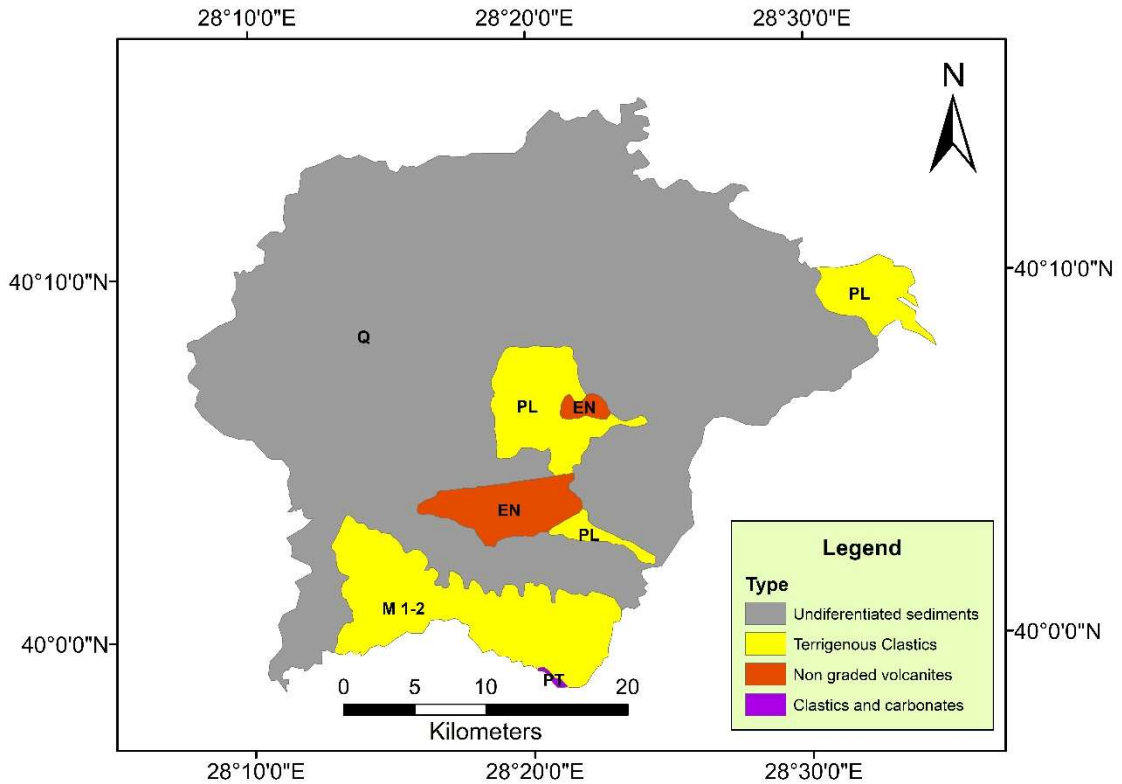 28°10'0"E 28°20'0"E 28°30'0"E
N
40°10'0"N 40°10'0"N
PL
Q
PL EN
EN
PL
M 1-2
40°0'0"N 40°0'0"N
PT
0 5 10 20
Kilometers
Legend
Type
Undiferentiated sediments
Terrigenous Clastics
Non graded volcanites
Clastics and carbonates
28°10'0"E 28°20'0"E 28°30'0"E